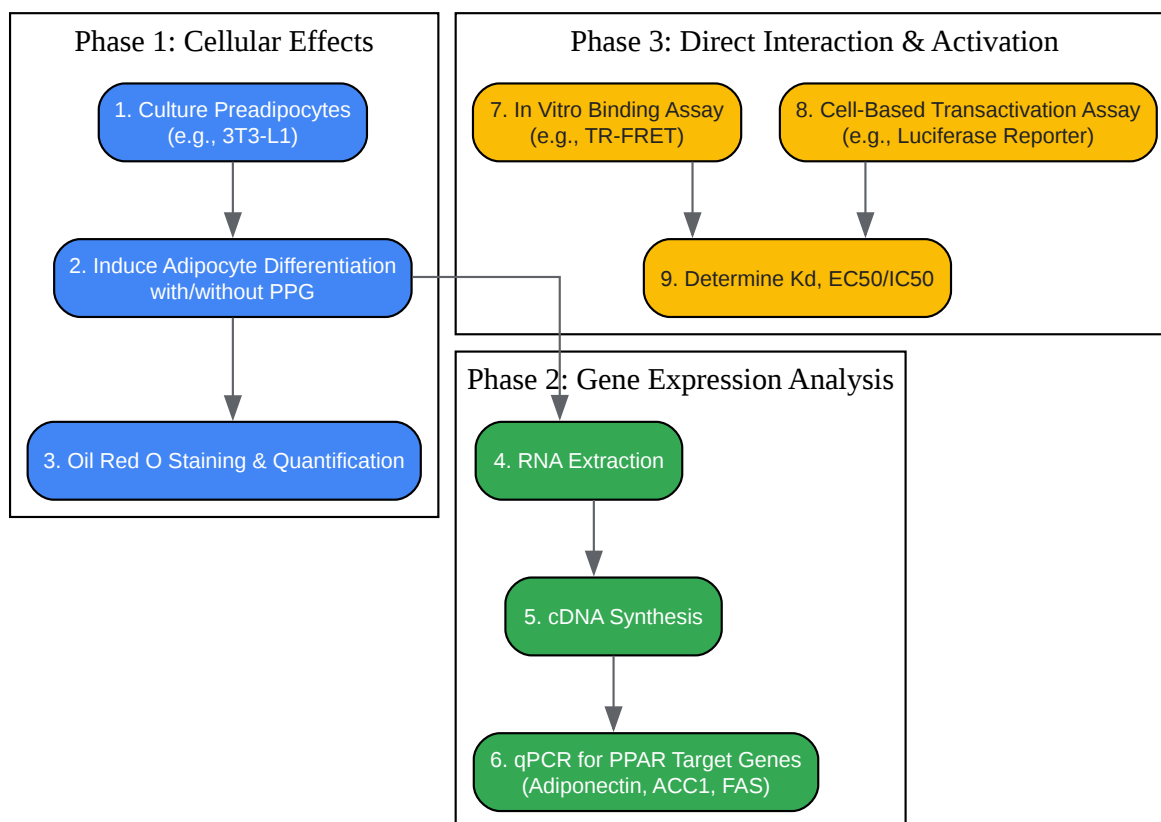 Phase 1: Cellular Effects
1. Culture Preadipocytes
(e.g., 3T3-L1)
2. Induce Adipocyte Differentiation
with/without PPG
3. Oil Red O Staining & Quantification
Phase 3: Direct Interaction & Activation
7. In Vitro Binding Assay
(e.g., TR-FRET)
8. Cell-Based Transactivation Assay
(e.g., Luciferase Reporter)
9. Determine Kd, EC50/IC50
Phase 2: Gene Expression Analysis
4. RNA Extraction
5. cDNA Synthesis
6. qPCR for PPAR Target Genes
(Adiponectin, ACC1, FAS)